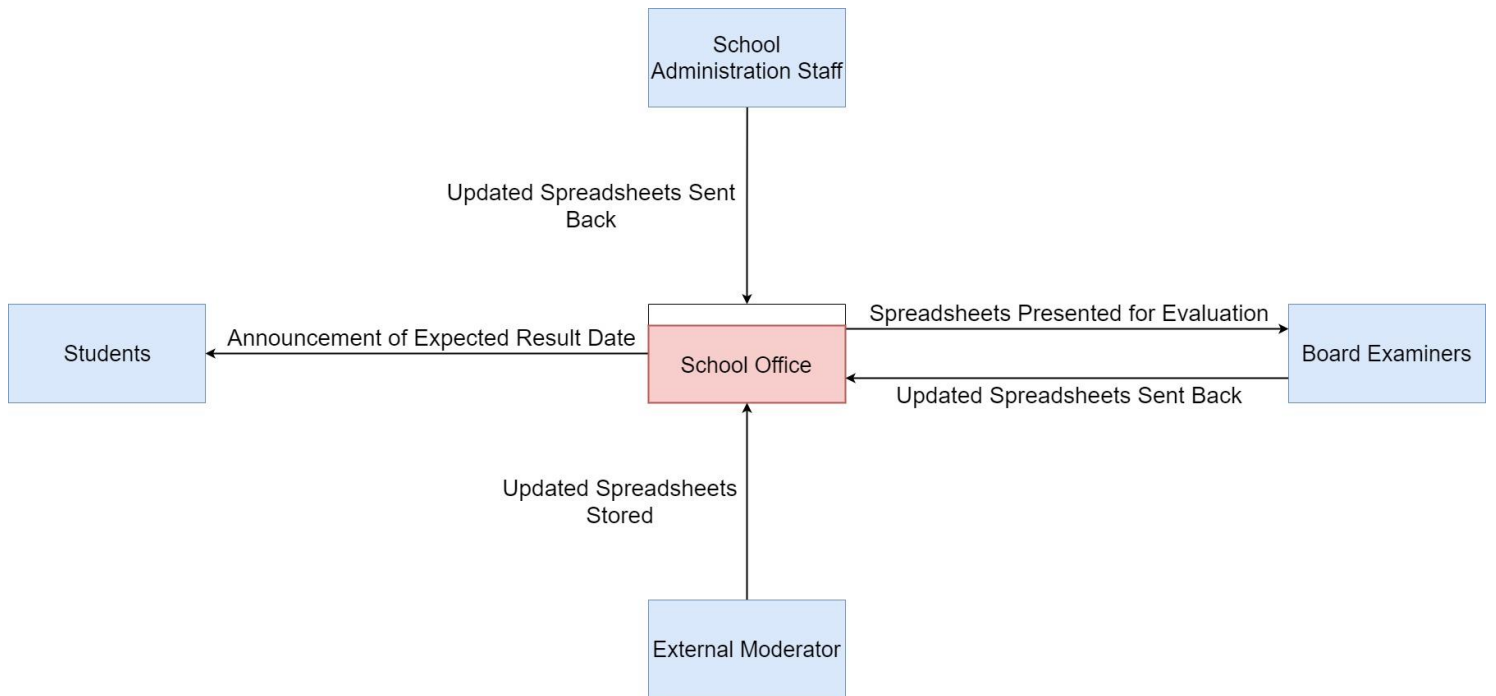 School
Administration Staff
Updated Spreadsheets Sent
Back
Students
Announcement of Expected Result Date
School Office
Spreadsheets Presented for Evaluation
Updated Spreadsheets Sent Back
Board Examiners
Updated Spreadsheets
Stored
External Moderator